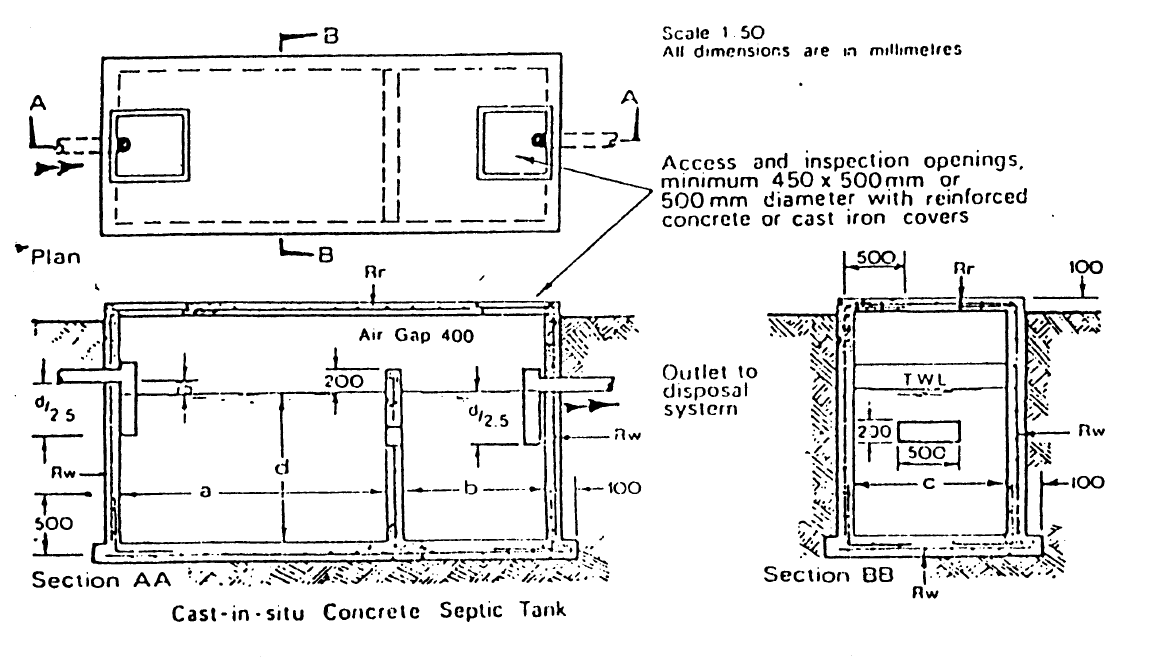 B
Scale 1.50
All dimensions are in millimetres
A
A
Access and inspection openings,
minimum 450 x 500mm or
500mm diameter with reinforced
concrete or cast iron covers
B
Plan
Rr
500
Rr
100
Air Gap 400
200
d/2.5
d/2.5
Outlet to
disposal
system
TWL
Rw
200
Rw
Rw
d
500
a
b
100
c
100
500
Section AA
Section BB
Rw
Cast-in-situ Concrete Septic Tank